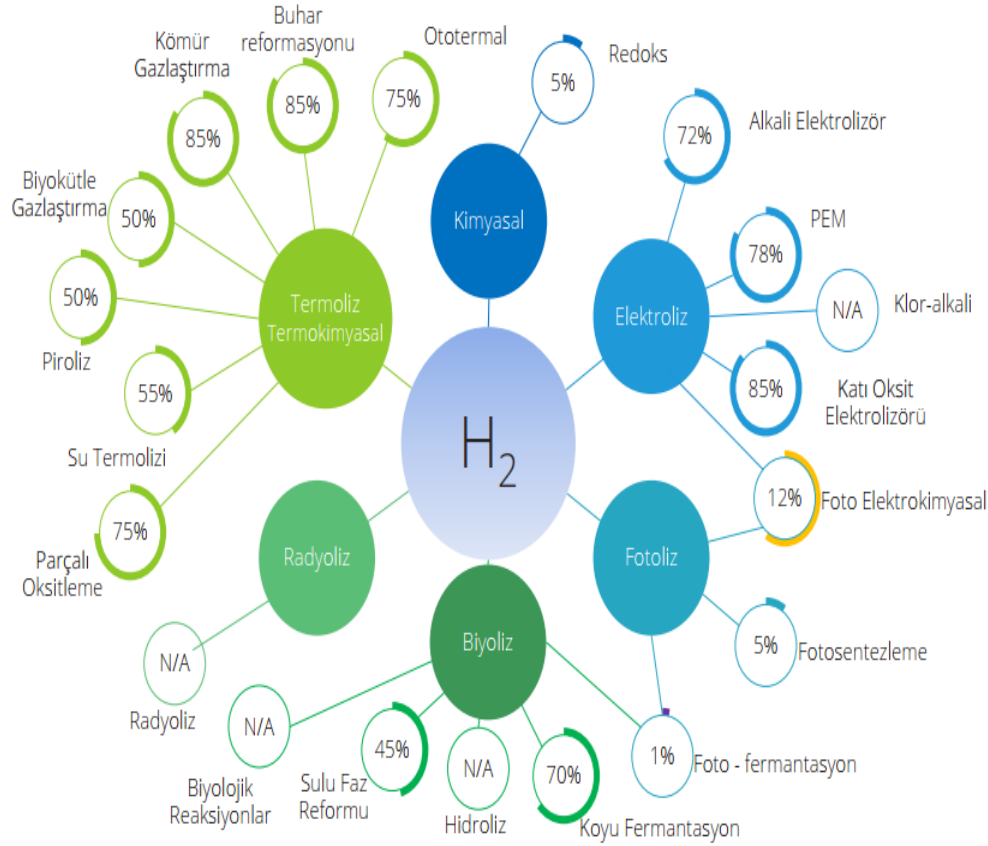 Kömür
Gazlaştırma
85%
Buhar
reformasyonu
85%
Ototermal
75%
Biyokütle
Gazlaştırma
50%
50%
Piroliz
55%
Su Termolizi
75%
Parçalı
Oksitleme
Termoliz
Termokimyasal
Redoks
5%
Kimyasal
Alkali Elektrolizör
72%
PEM
78%
N/A
Klor-alkali
85%
Katı Oksit
Elektrolizörü
Elektroliz
12%
Foto Elektrokimyasal
H2
Radyoliz
N/A
Radyoliz
Fotoliz
5%
Fotosentezleme
Biyoliz
N/A
Biyolojik
Reaksiyonlar
45%
Sulu Faz
Reformu
N/A
Hidroliz
70%
Koyu Fermantasyon
1%
Foto - fermantasyon